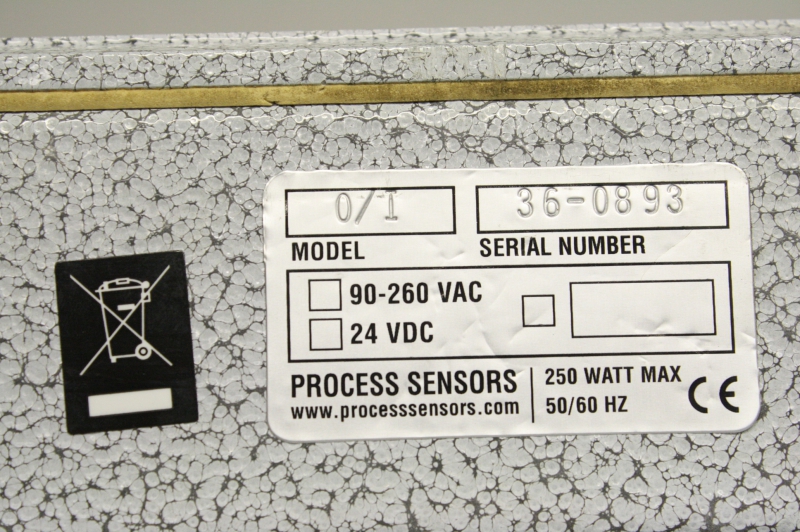 0/I 36-0893
MODEL SERIAL NUMBER
90-260 VAC
24 VDC
PROCESS SENSORS
www.processsensors.com
250 WATT MAX
50/60 HZ
CE